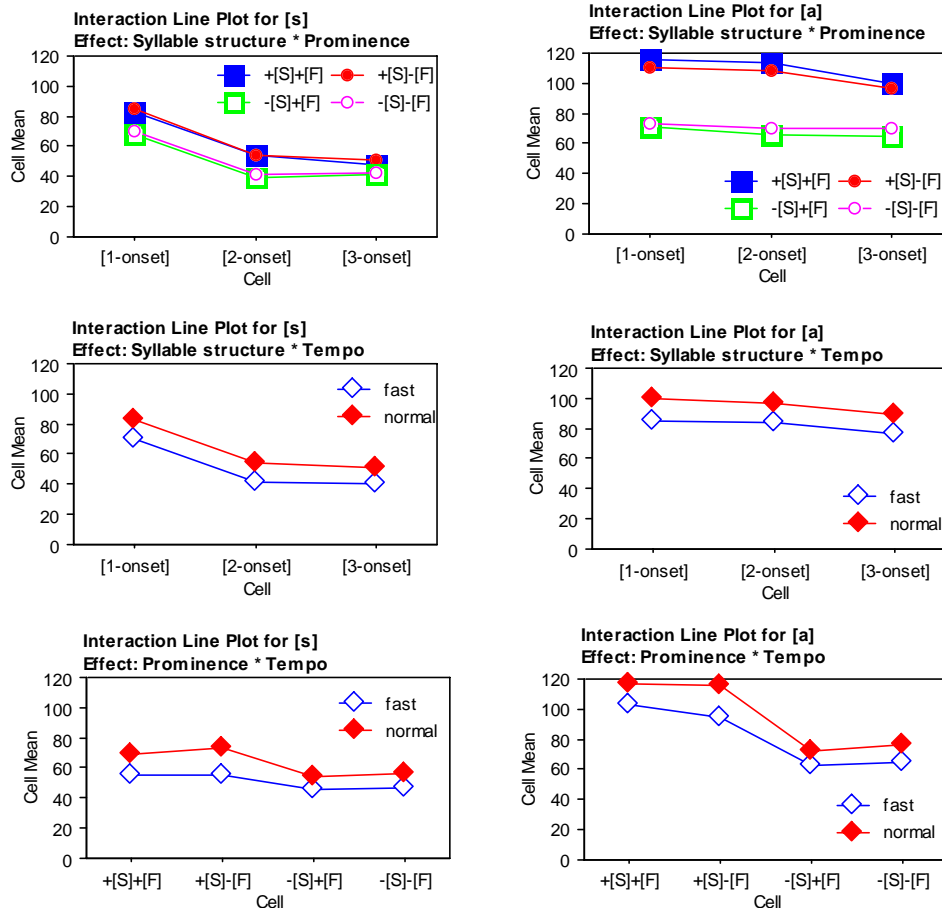 Interaction Line Plot for [s]
Effect: Syllable structure * Prominence
120
100
80
60
40
20
0
Cell Mean
+[S]+[F]
+[S]-[F]
-[S]+[F]
-[S]-[F]
[1-onset]
[2-onset]
[3-onset]
Cell
Interaction Line Plot for [a]
Effect: Syllable structure * Prominence
120
100
80
60
40
20
0
Cell Mean
+[S]+[F]
+[S]-[F]
-[S]+[F]
-[S]-[F]
[1-onset]
[2-onset]
[3-onset]
Cell
Interaction Line Plot for [s]
Effect: Syllable structure * Tempo
120
100
80
60
40
20
0
Cell Mean
fast
normal
[1-onset]
[2-onset]
[3-onset]
Cell
Interaction Line Plot for [a]
Effect: Syllable structure * Tempo
120
100
80
60
40
20
0
Cell Mean
fast
normal
[1-onset]
[2-onset]
[3-onset]
Cell
Interaction Line Plot for [s]
Effect: Prominence * Tempo
120
100
80
60
40
20
0
Cell Mean
fast
normal
+[S]+[F]
+[S]-[F]
-[S]+[F]
-[S]-[F]
Cell
Interaction Line Plot for [a]
Effect: Prominence * Tempo
120
100
80
60
40
20
0
Cell Mean
fast
normal
+[S]+[F]
+[S]-[F]
-[S]+[F]
-[S]-[F]
Cell